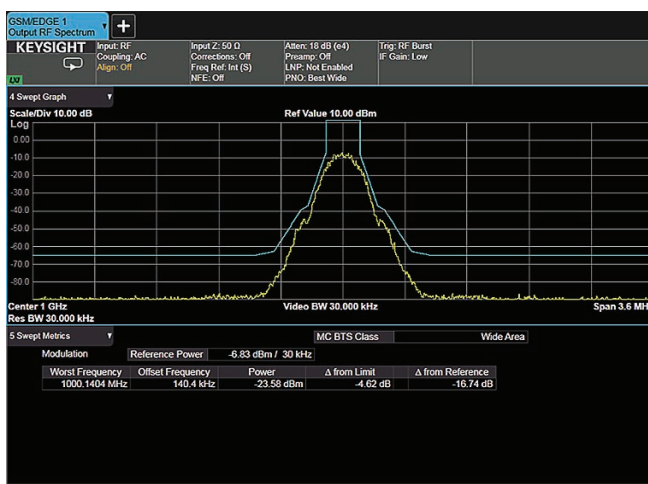 GSM/EDGE 1
Output RF Spectrum
KEYSIGHT
Input: RF
Coupling: AC
Align: Off
Input Z: 50 Ω
Corrections: Off
Freq Ref: Int (S)
NFE: Off
Atten: 18 dB (e4)
Preamp: Off
LNP: Not Enabled
PNO: Best Wide
Trig: RF Burst
IF Gain: Low
LXI
4 Swept Graph
Scale/Div 10.00 dB
Ref Value 10.00 dBm
Log
0.00
-10.0
-20.0
-30.0
-40.0
-50.0
-60.0
-70.0
-80.0
Center 1 GHz
Video BW 30.000 kHz
Span 3.6 MH
Res BW 30.000 kHz
5 Swept Metrics
MC BTS Class
Wide Area
Modulation
Reference Power
-6.83 dBm / 30 kHz
Worst Frequency Offset Frequency Power Δ from Limit Δ from Reference
1000.1404 MHz 140.4 kHz -23.58 dBm -4.62 dB -16.74 dB